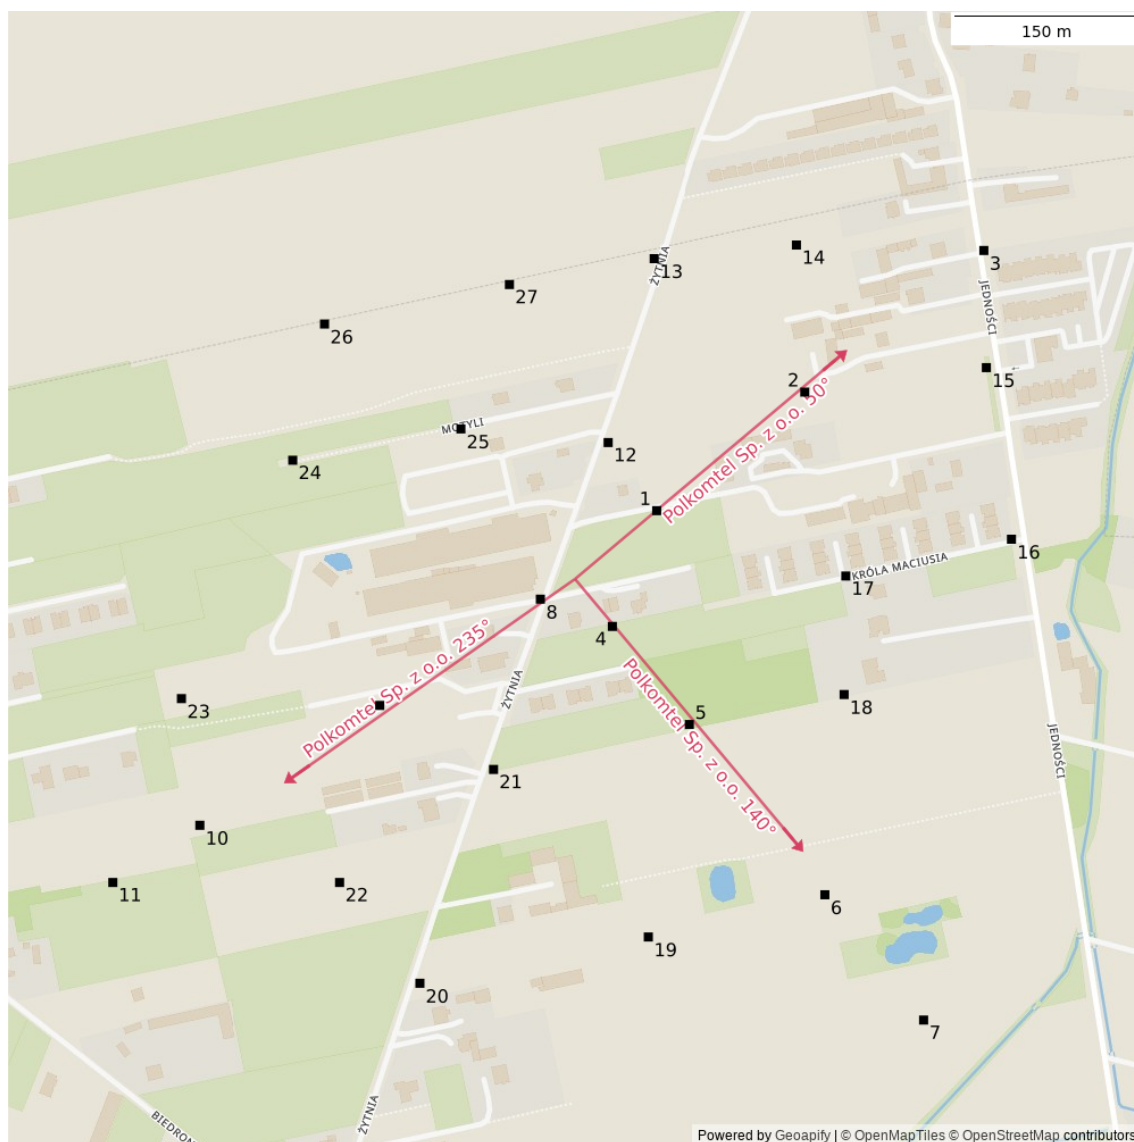 150 m
ŻYTNIA
13
14
3
27
JEDNOŚCI
26
15
2
Polkomtel Sp. z o.o. 50°
MOTYLI
25
12
24
1
16
KRÓLA MACIUSIA
17
8
4
Polkomtel Sp. z o.o. 235°
ŻYTNIA
23
18
5
Polkomtel Sp. z o.o. 140°
JEDNOŚCI
21
10
11
22
6
19
20
7
ŻYTNIA
BIEDRON
Powered by Geoapify | © OpenMapTiles © OpenStreetMap contributors